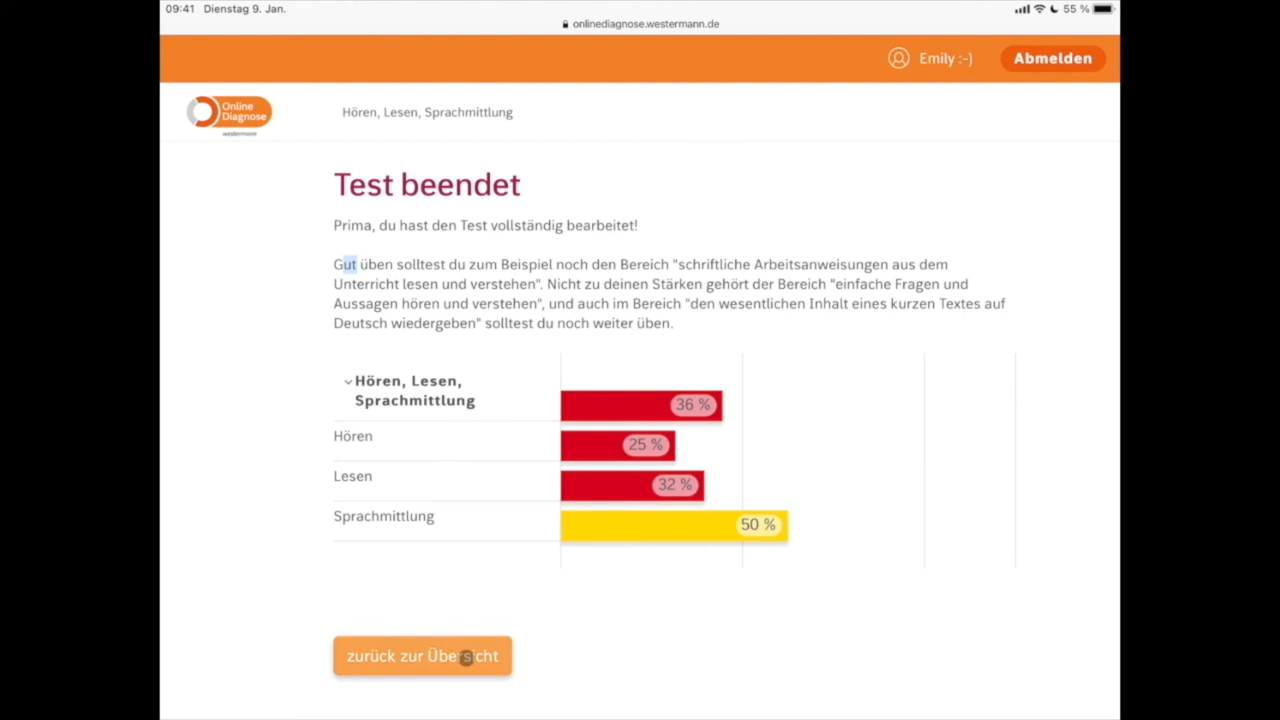 09:41 Dienstag 9. Jan.
55 %
onlinediagnose.westermann.de
Emily :-)
Abmelden
Online
Diagnose
westermann
Hören, Lesen, Sprachmittlung
Test beendet
Prima, du hast den Test vollständig bearbeitet!
Gut üben solltest du zum Beispiel noch den Bereich "schriftliche Arbeitsanweisungen aus dem
Unterricht lesen und verstehen". Nicht zu deinen Stärken gehört der Bereich "einfache Fragen und
Aussagen hören und verstehen", und auch im Bereich "den wesentlichen Inhalt eines kurzen Textes auf
Deutsch wiedergeben" solltest du noch weiter üben.
Hören, Lesen,
Sprachmittlung
36 %
Hören
25 %
Lesen
32 %
Sprachmittlung
50 %
zurück zur Übersicht